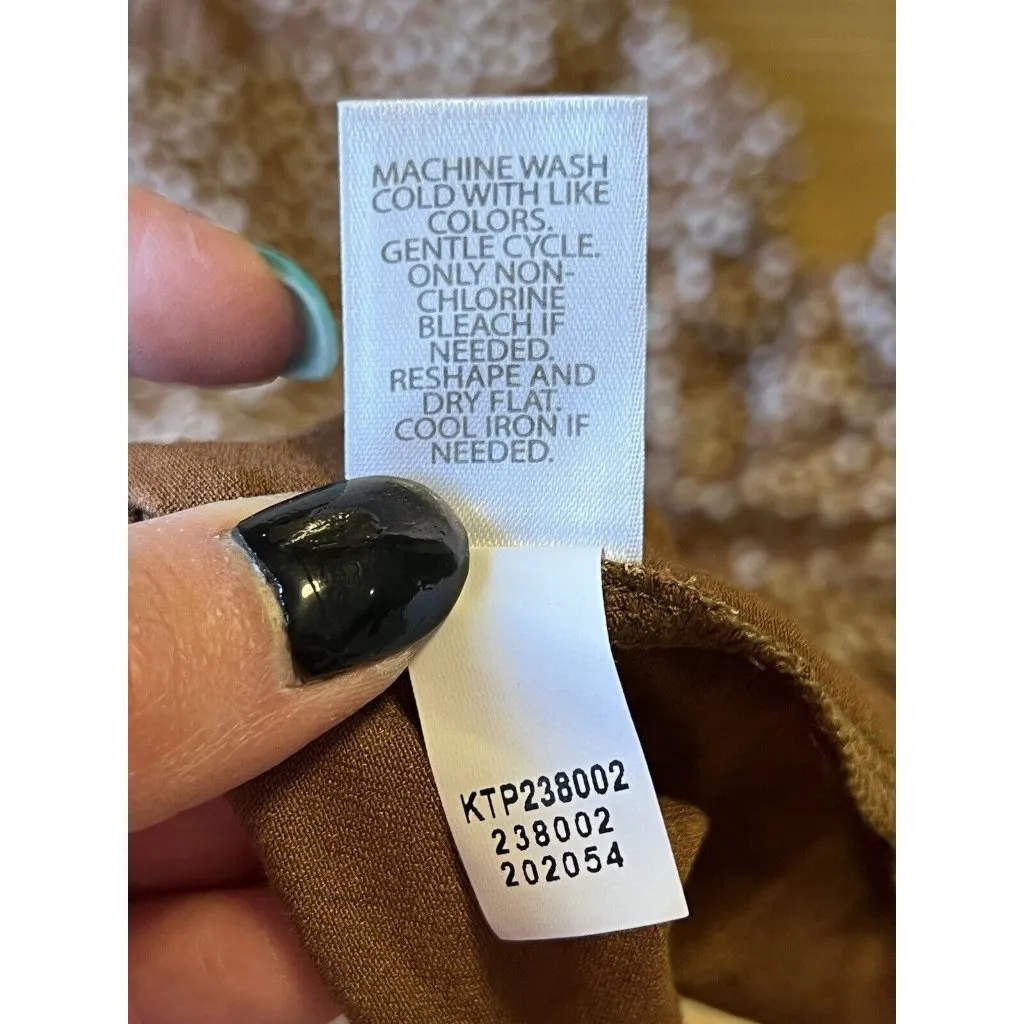 MACHINE WASH
COLD WITH LIKE
COLORS.
GENTLE CYCLE.
ONLY NON-
CHLORINE
BLEACH IF
NEEDED.
RESHAPE AND
DRY FLAT.
COOL IRON IF
NEEDED.
KTP238002
238002
202054